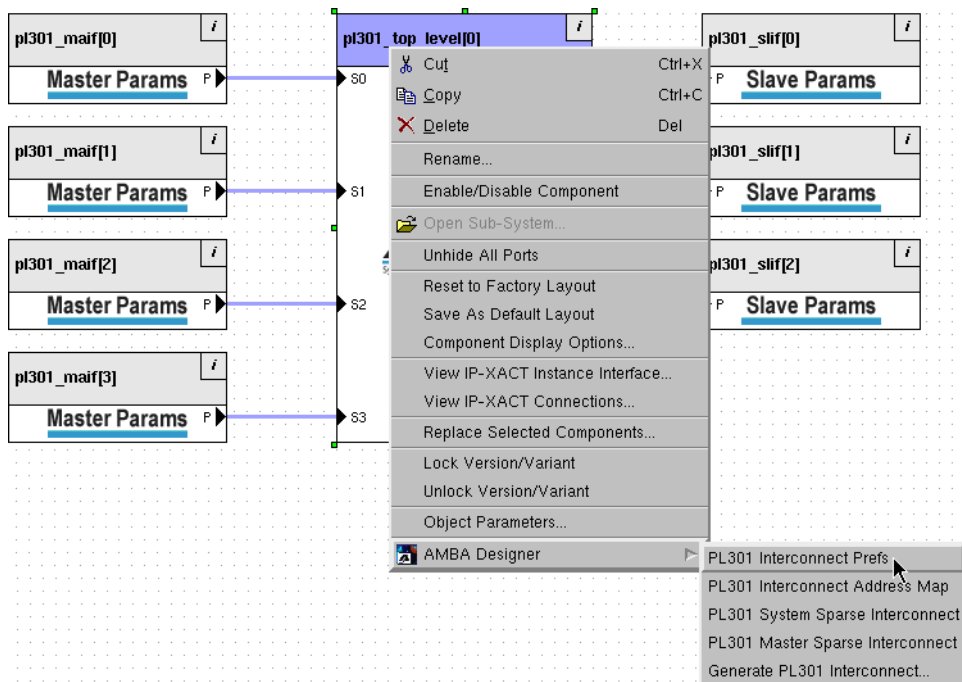 pl301_maif[0]
i
Master Params
P
pl301_maif[1]
i
Master Params
P
pl301_maif[2]
i
Master Params
P
pl301_maif[3]
i
Master Params
P
pl301_top_level[0]
i
S0
S1
S2
S3
Cut Ctrl+X
Copy Ctrl+C
Delete Del
Rename...
Enable/Disable Component
Open Sub-System...
Unhide All Ports
Reset to Factory Layout
Save As Default Layout
Component Display Options...
View IP-XACT Instance Interface...
View IP-XACT Connections...
Replace Selected Components...
Lock Version/Variant
Unlock Version/Variant
Object Parameters...
AMBA Designer
PL301 Interconnect Prefs
PL301 Interconnect Address Map
PL301 System Sparse Interconnect
PL301 Master Sparse Interconnect
Generate PL301 Interconnect...
pl301_slif[0]
i
P
Slave Params
pl301_slif[1]
i
P
Slave Params
pl301_slif[2]
i
P
Slave Params